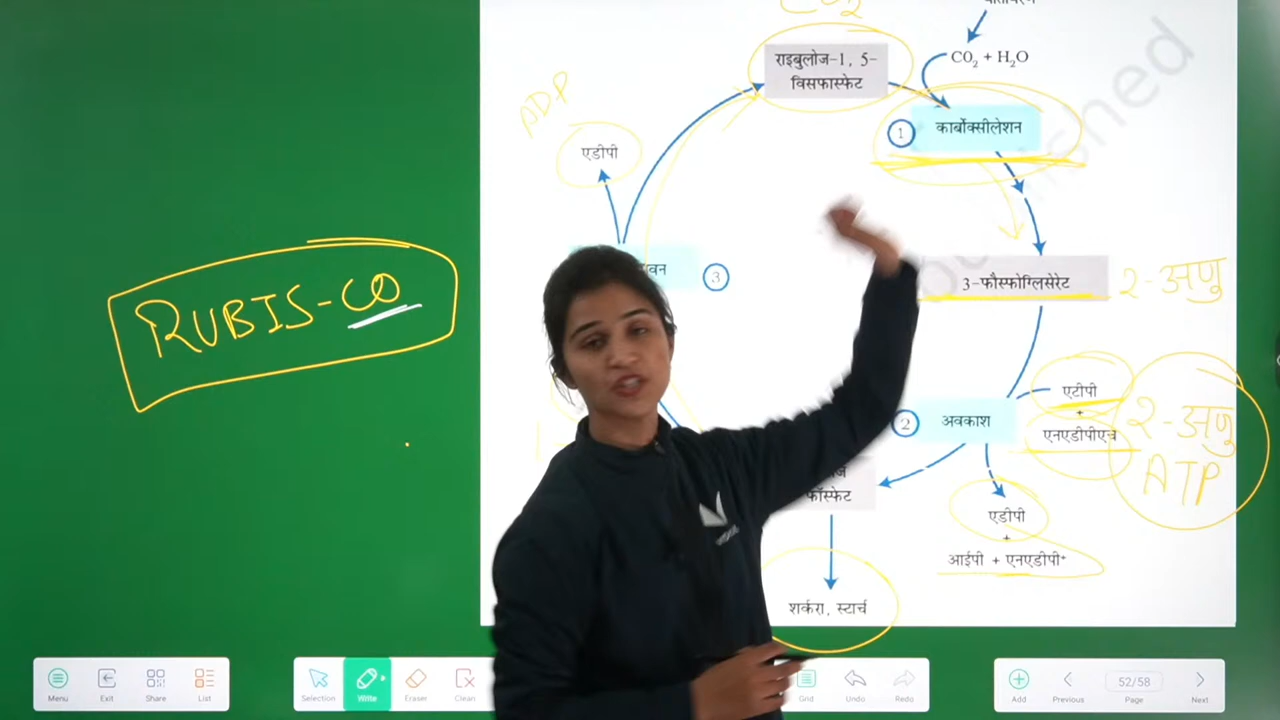 CO2
CO₂ + H₂O
राइबुलोज-1, 5-
विसफास्फेट
ADP
एडीपी
1
कार्बोक्सीलेशन
3
3-फौस्फोग्लिसेरेट
2-अणु
RUBIS-CO
एटीपी
+
एनएडीपीएच
2-अणु
ATP
2
अवकाश
फॉस्फेट
एडीपी
+
आईपी + एनएडीपी⁺
शर्करा, स्टार्च
Menu
Exit
Share
List
Selection
Write
Eraser
Clean
Grid
Undo
Redo
Add
Previous
52/58
Page
Next